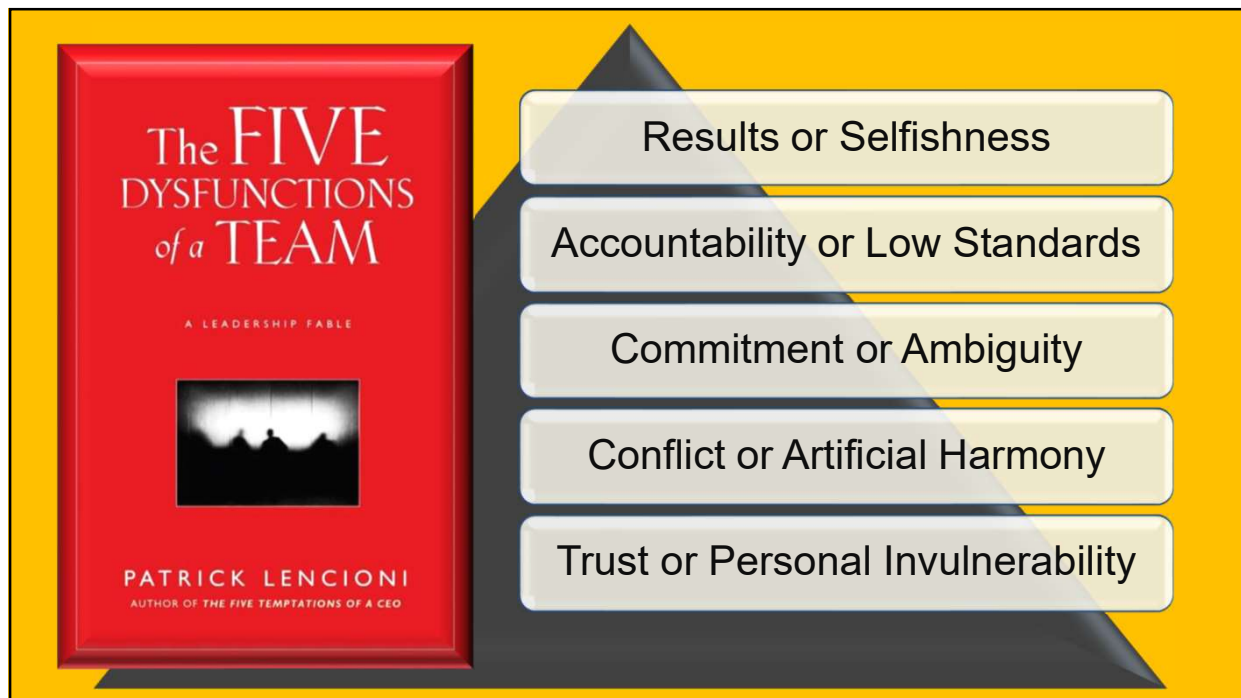 The FIVE
DYSFUNCTIONS
of a TEAM
A LEADERSHIP FABLE
PATRICK LENCIONI
AUTHOR OF THE FIVE TEMPTATIONS OF A CEO
Results or Selfishness
Accountability or Low Standards
Commitment or Ambiguity
Conflict or Artificial Harmony
Trust or Personal Invulnerability